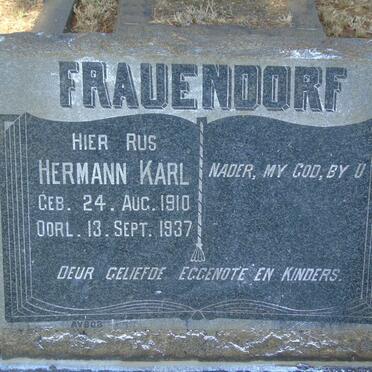 FRAUENDORF
HIER RUS
HERMANN KARL
GEB. 24. AUG. 1910
OORL. 13. SEPT. 1937
NADER, MY GOD, BY U
DEUR GELIEFDE EGGENOTE EN KINDERS.